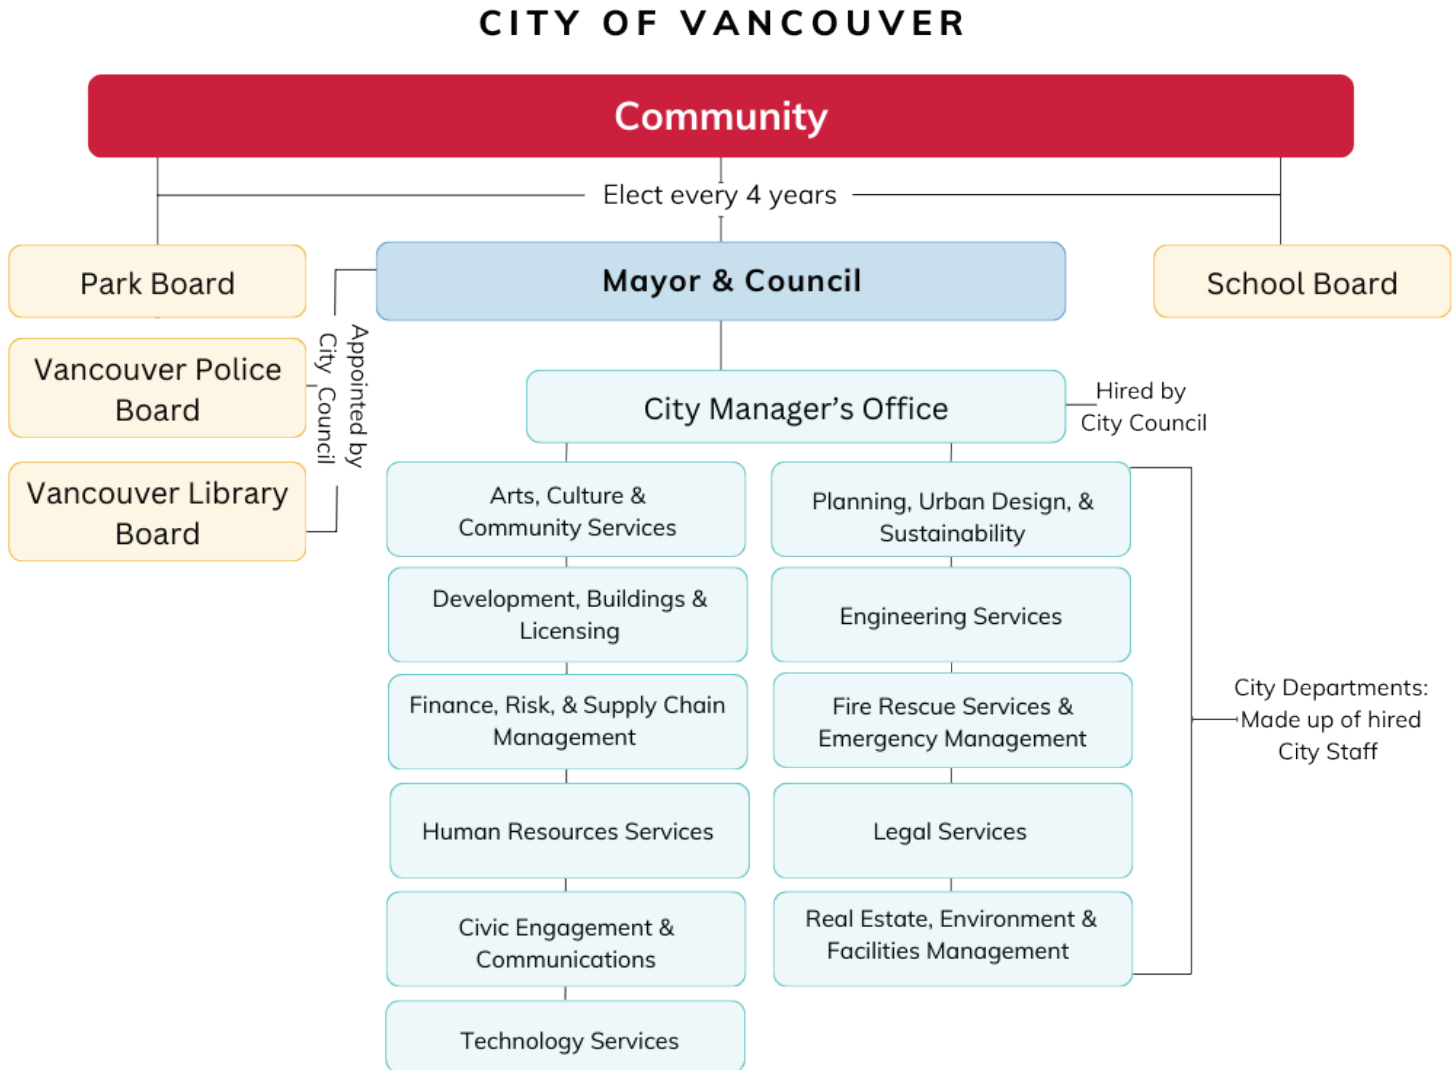 CITY OF VANCOUVER
Community
Elect every 4 years
Park Board
Mayor & Council
School Board
Vancouver Police
Board
Vancouver Library
Board
Appointed by
City Council
City Manager’s Office
Hired by
City Council
Arts, Culture &
Community Services
Development, Buildings &
Licensing
Finance, Risk, & Supply Chain
Management
Human Resources Services
Civic Engagement &
Communications
Technology Services
Planning, Urban Design, &
Sustainability
Engineering Services
Fire Rescue Services &
Emergency Management
Legal Services
Real Estate, Environment &
Facilities Management
City Departments:
Made up of hired
City Staff